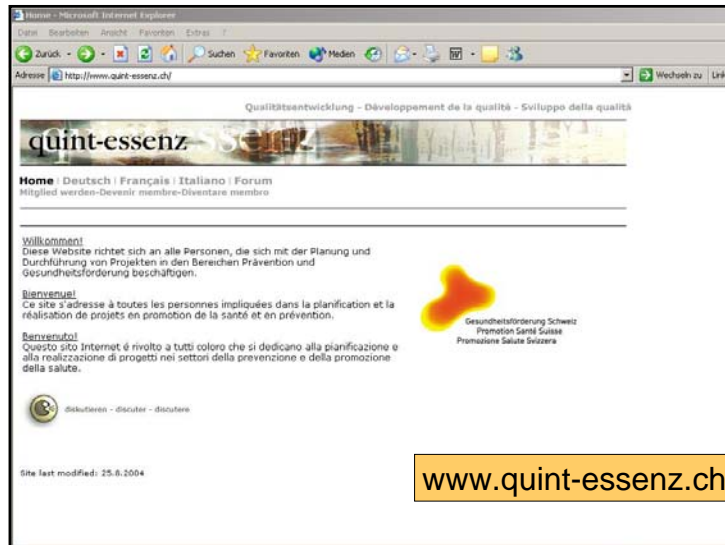 Home - Microsoft Internet Explorer
Datei Bearbeiten Ansicht Favoriten Extras ?
Zurück Suchen Favoriten Medien
Adresse http://www.quint-essenz.ch/ Wechseln zu Link
Qualitätsentwicklung - Développement de la qualité - Sviluppo della qualità
quint-essenz
Home | Deutsch | Français | Italiano | Forum
Mitglied werden-Devenir membre-Diventare membro
Willkommen!
Diese Website richtet sich an alle Personen, die sich mit der Planung und
Durchführung von Projekten in den Bereichen Prävention und
Gesundheitsförderung beschäftigen.
Bienvenue!
Ce site s'adresse à toutes les personnes impliquées dans la planification et la
réalisation de projets en promotion de la santé et en prévention.
Benvenuto!
Questo sito Internet é rivolto a tutti coloro che si dedicano alla pianificazione e
alla realizzazione di progetti nei settori della prevenzione e della promozione
della salute.
Gesundheitsförderung Schweiz
Promotion Santé Suisse
Promozione Salute Svizzera
diskutieren - discuter - discutere
Site last modified: 25.8.2004
www.quint-essenz.ch